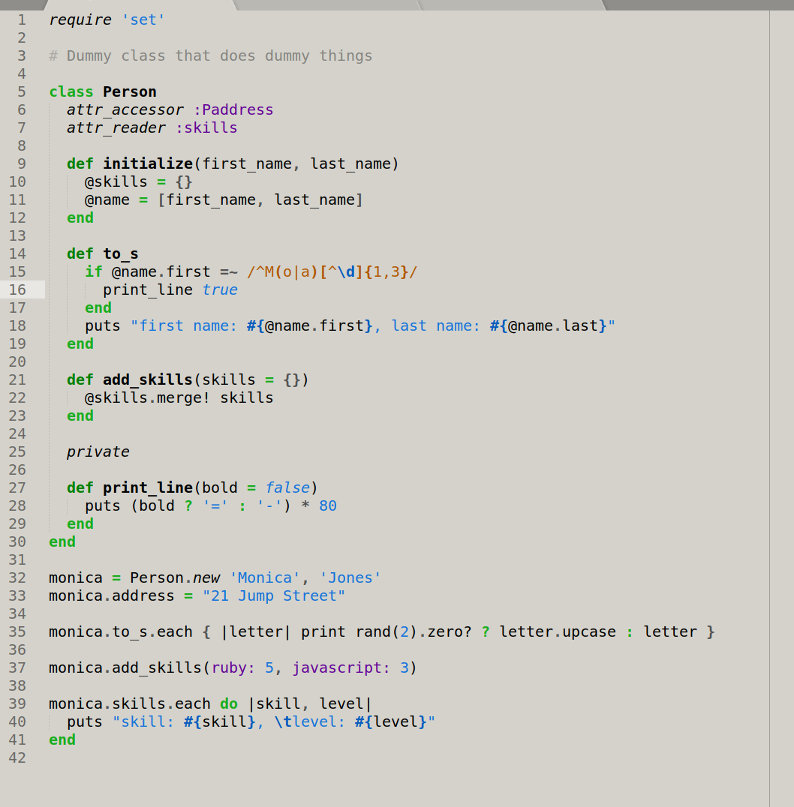 1 require 'set'
2
3 # Dummy class that does dummy things
4
5 class Person
6   attr_accessor :Paddress
7   attr_reader :skills
8
9   def initialize(first_name, last_name)
10     @skills = {}
11     @name = [first_name, last_name]
12   end
13
14   def to_s
15     if @name.first =~ /^M(o|a)[^\d]{1,3}/
16       print_line true
17     end
18     puts "first name: #{@name.first}, last name: #{@name.last}"
19   end
20
21   def add_skills(skills = {})
22     @skills.merge! skills
23   end
24
25   private
26
27   def print_line(bold = false)
28     puts (bold ? '=' : '-') * 80
29   end
30 end
31
32 monica = Person.new 'Monica', 'Jones'
33 monica.address = "21 Jump Street"
34
35 monica.to_s.each { |letter| print rand(2).zero? ? letter.upcase : letter }
36
37 monica.add_skills(ruby: 5, javascript: 3)
38
39 monica.skills.each do |skill, level|
40   puts "skill: #{skill}, \tlevel: #{level}"
41 end
42